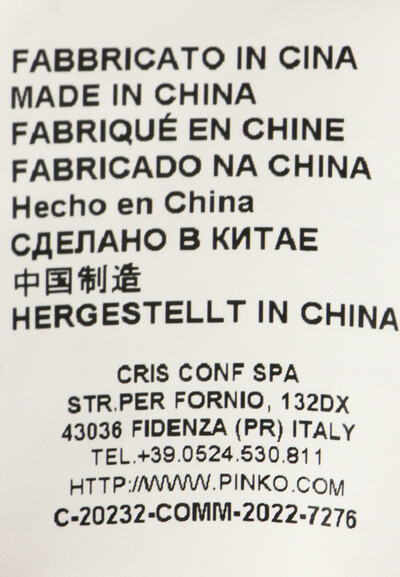 FABBRICATO IN CINA
MADE IN CHINA
FABRIQUÉ EN CHINE
FABRICADO NA CHINA
Hecho en China
СДЕЛАНО В КИТАЕ
中国制造
HERGESTELLT IN CHINA
CRIS CONF SPA
STR.PER FORNIO, 132DX
43036 FIDENZA (PR) ITALY
TEL.+39.0524.530.811
HTTP://WWW.PINKO.COM
C-20232-COMM-2022-7276